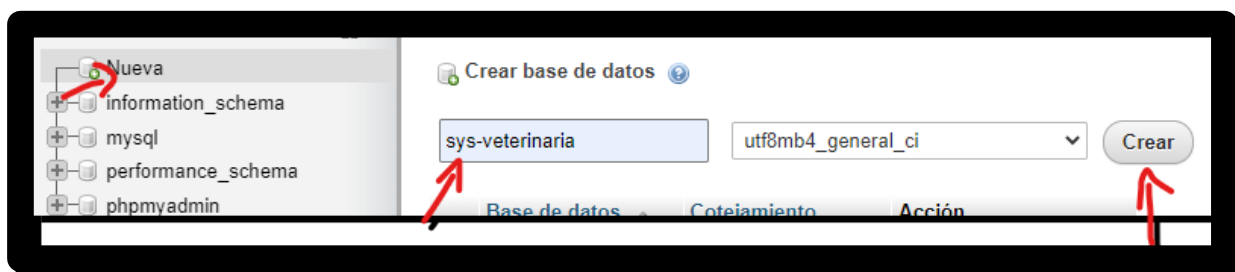 Nueva
information_schema
mysql
performance_schema
phpmyadmin
Crear base de datos
sys-veterinaria
utf8mb4_general_ci
Crear
Base de datos Cotejamiento Acción